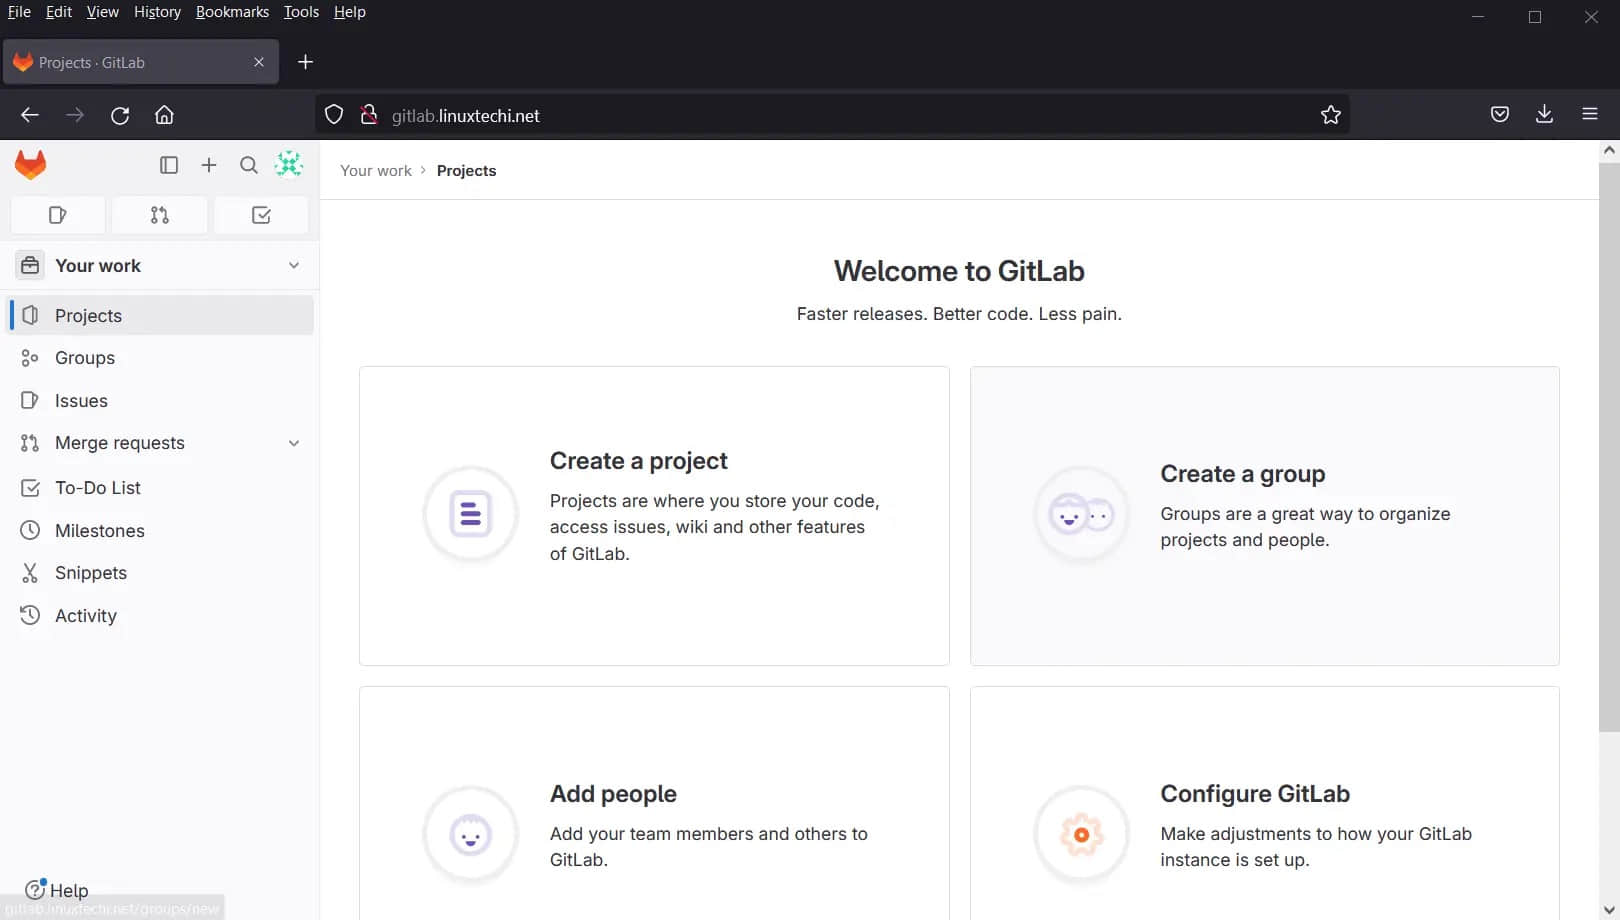 File Edit View History Bookmarks Tools Help
Projects · GitLab
gitlab.linuxtechi.net
Your work
Projects
Groups
Issues
Merge requests
To-Do List
Milestones
Snippets
Activity
Help
gitlab.linuxtechi.net/groups/new
Your work › Projects
Welcome to GitLab
Faster releases. Better code. Less pain.
Create a project
Projects are where you store your code,
access issues, wiki and other features
of GitLab.
Create a group
Groups are a great way to organize
projects and people.
Add people
Add your team members and others to
GitLab.
Configure GitLab
Make adjustments to how your GitLab
instance is set up.